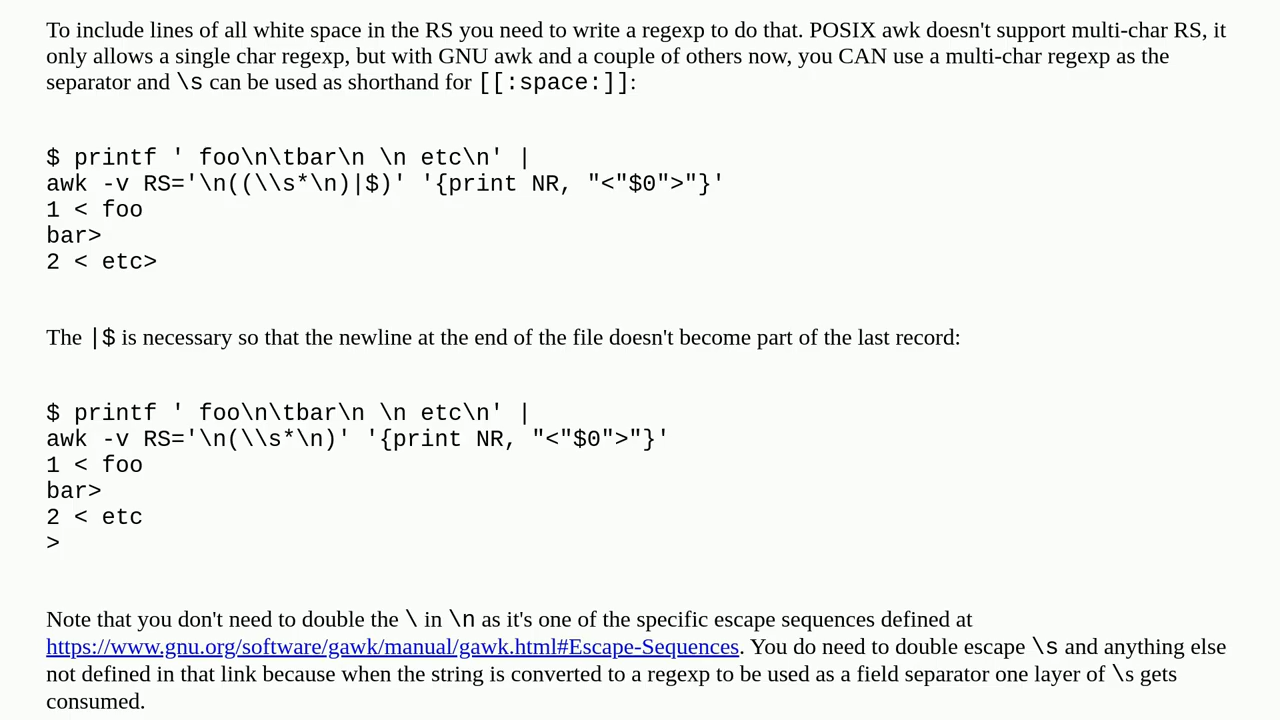 To include lines of all white space in the RS you need to write a regexp to do that. POSIX awk doesn't support multi-char RS, it
only allows a single char regexp, but with GNU awk and a couple of others now, you CAN use a multi-char regexp as the
separator and \s can be used as shorthand for [[:space:]]:
$ printf ' foo\n\tbar\n \n etc\n' |
awk -v RS='\n((\\s*\n)|$)' '{print NR, "<"$0">"}'
1 < foo
bar>
2 < etc>
The |$ is necessary so that the newline at the end of the file doesn't become part of the last record:
$ printf ' foo\n\tbar\n \n etc\n' |
awk -v RS='\n(\\s*\n)' '{print NR, "<"$0">"}'
1 < foo
bar>
2 < etc
>
Note that you don't need to double the \ in \n as it's one of the specific escape sequences defined at
https://www.gnu.org/software/gawk/manual/gawk.html#Escape-Sequences. You do need to double escape \s and anything else
not defined in that link because when the string is converted to a regexp to be used as a field separator one layer of \s gets
consumed.